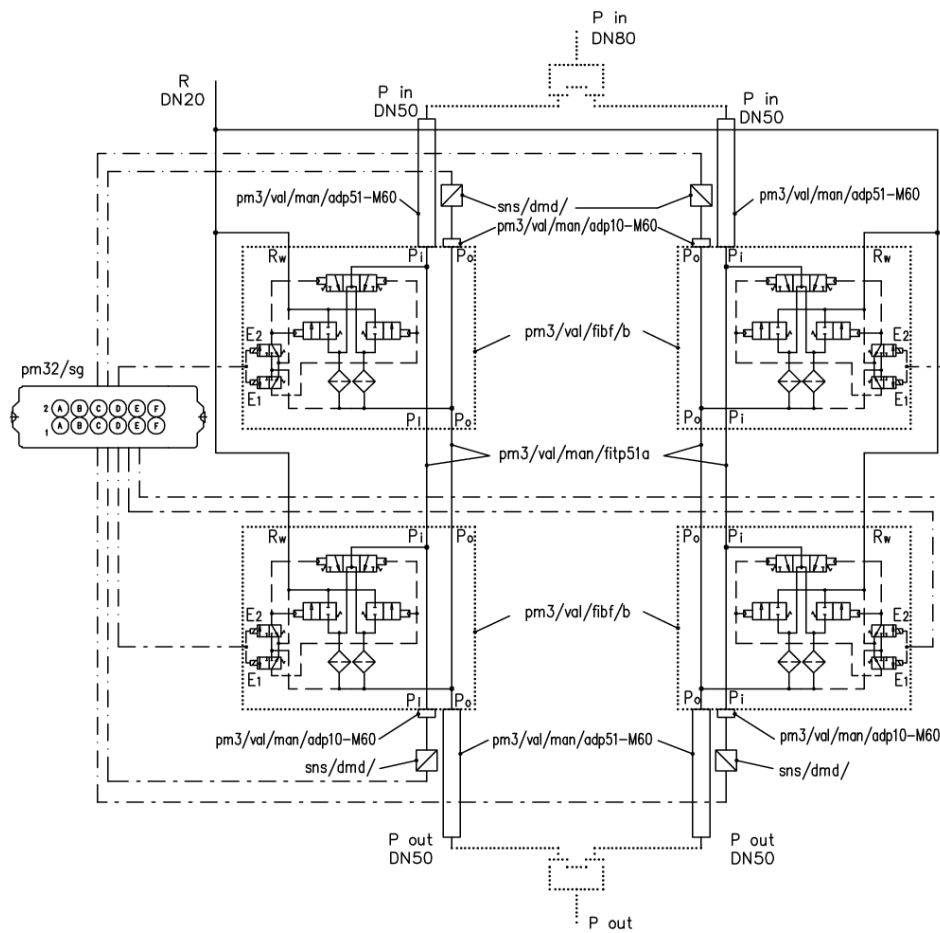 P in
DN80
R
DN20
P in
DN50
P in
DN50
pm3/val/man/adp51-M60
sns/dmd/
pm3/val/man/adp51-M60
pm3/val/man/adp10-M60
Rw
Pi
Po
Po
Pi
Rw
E2
pm3/val/fibf/b
E2
pm32/sg
E1
E1
2 A B C D E F
1 A B C D E F
Pi
Po
Po
Pi
pm3/val/man/fitp51a
Rw
Pi
Po
Po
Pi
Rw
E2
pm3/val/fibf/b
E2
E1
E1
Pi
Po
Po
Pi
pm3/val/man/adp10-M60
pm3/val/man/adp51-M60
pm3/val/man/adp10-M60
sns/dmd/
sns/dmd/
P out
DN50
P out
DN50
P out